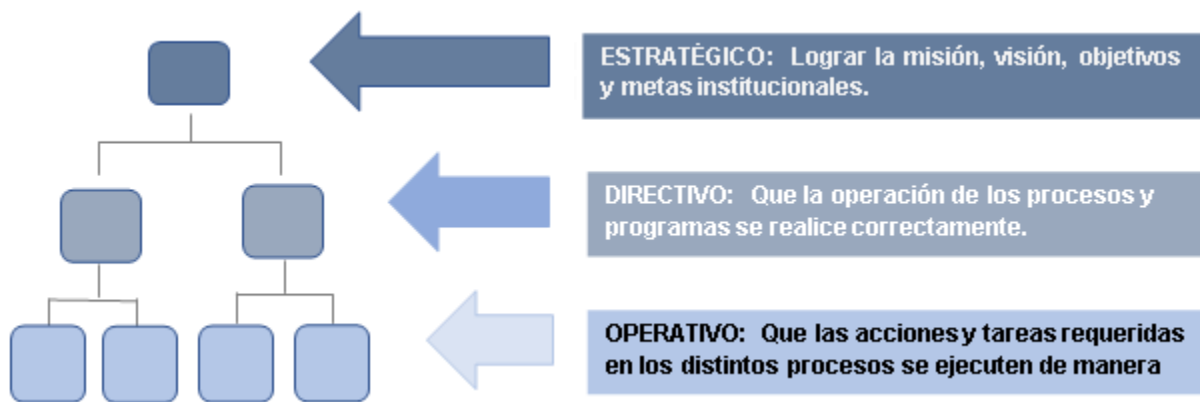 ESTRATÉGICO: Lograr la misión, visión, objetivos
y metas institucionales.
DIRECTIVO: Que la operación de los procesos y
programas se realice correctamente.
OPERATIVO: Que las acciones y tareas requeridas
en los distintos procesos se ejecuten de manera